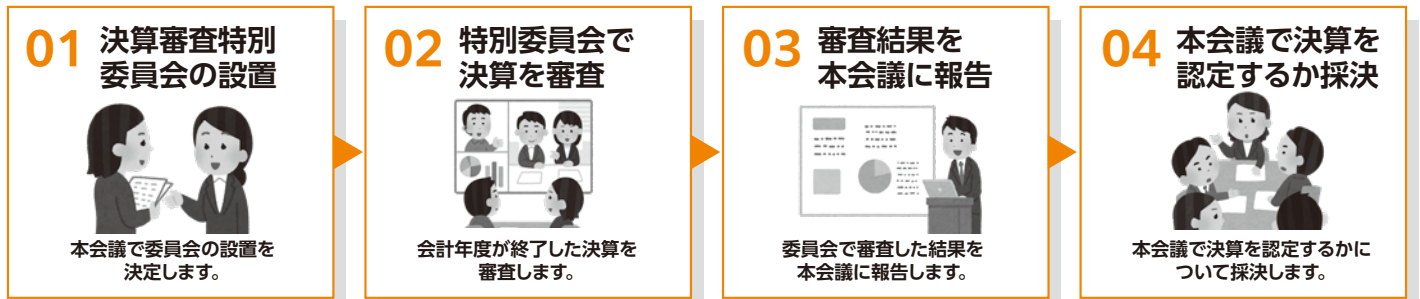 01 決算審査特別
委員会の設置
本会議で委員会の設置を
決定します。
02 特別委員会で
決算を審査
会計年度が終了した決算を
審査します。
03 審査結果を
本会議に報告
委員会で審査した結果を
本会議に報告します。
04 本会議で決算を
認定するか採決
本会議で決算を認定するかに
ついて採決します。